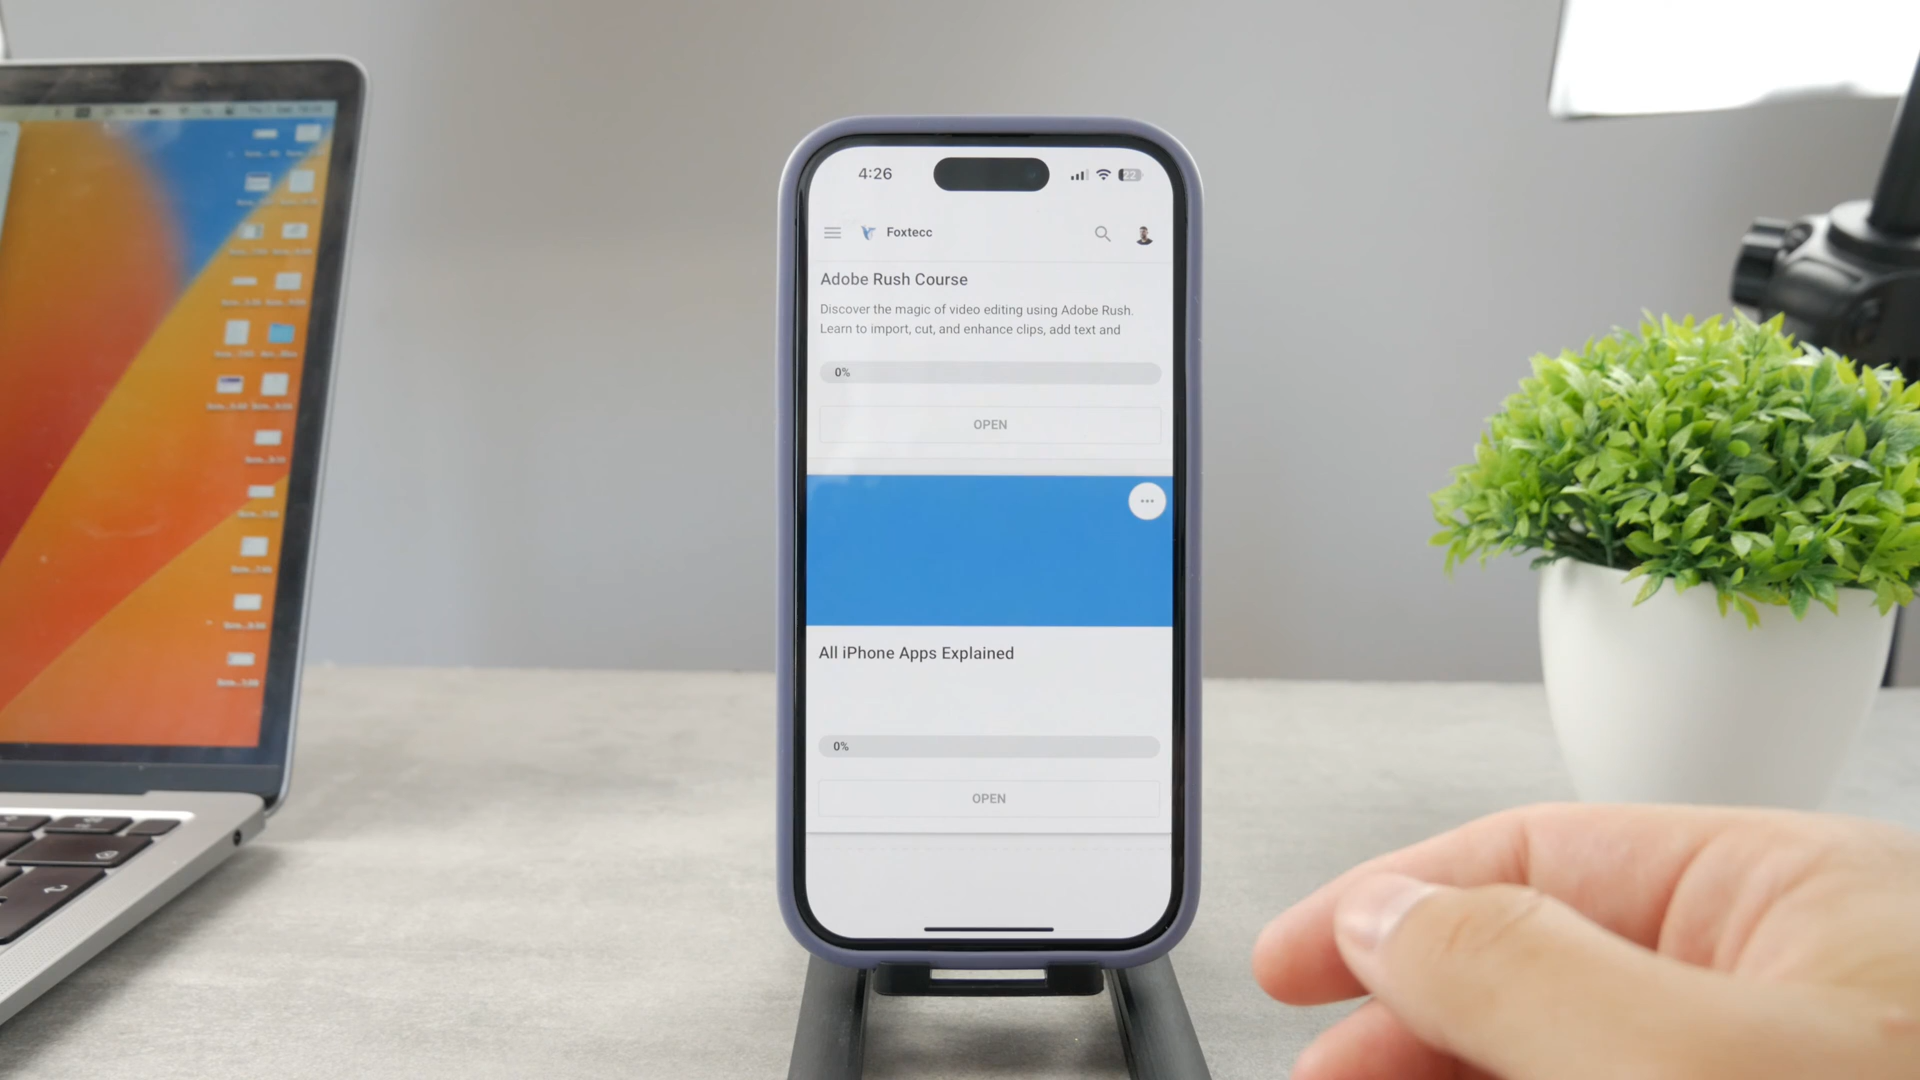 4:26
22
Foxtecc
Adobe Rush Course
Discover the magic of video editing using Adobe Rush.
Learn to import, cut, and enhance clips, add text and
0%
OPEN
All iPhone Apps Explained
0%
OPEN